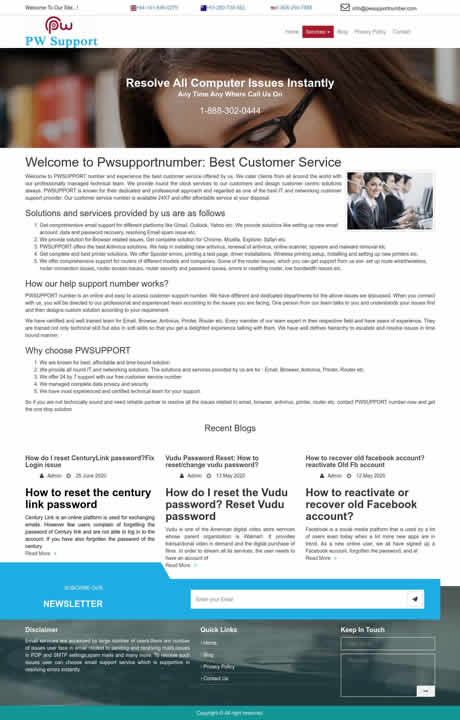 Welcome To Our Site..!
info@pwsupportnumber.com
PW Support
Home Services Blog Privacy Policy Contact
Resolve All Computer Issues Instantly
Any Time Any Where Call Us On
1-888-302-0444
Welcome to Pwsupportnumber: Best Customer Service
Welcome to PWSUPPORT number and experience the best customer service offered by us. We cater clients from all around the world with
our professionally managed technical team. We provide round the clock services to our customers and design customer centric solutions
always. PWSUPPORT is known for their dedicated and professional approach and regarded as one of the best IT and networking customer
support provider. Our customer service number is available 24X7 and offer affordable service at your disposal.
Solutions and services provided by us are as follows
1. Get comprehensive email support for different platforms like Gmail, Outlook, Yahoo etc. We provide solutions like setting up new email
account, data and password recovery, resolving Email spam issue etc.
2. We provide solution for Browser related issues. Get complete solution for Chrome, Mozilla, Explorer, Safari etc.
3. PWSUPPORT offers the best Antivirus solutions. We help in installing new antivirus, renewal of antivirus, online scanner, spyware and malware removal etc.
4. Get complete and best printer solutions. We offer Spooler errors, printing a test page, driver installations, Wireless printing setup, installing and setting up new printers etc.
5. We offer comprehensive support for routers of different models and companies. Some of the router issues, which you can get support from us are- set up route wire/wireless,
router connection issues, router access issues, router security and password issues, errors in resetting router, low bandwidth issues etc.
How our help support number works?
PWSUPPORT number is an online and easy to access customer support number. We have different and dedicated departments for the above issues we discussed. When you connect with
us, you will be directed to our professional and experienced team according to the issues you are facing. One person from our team talks to you and understands your issues first
and then designs custom solution according to your requirement.
We have certified and well trained team for Email, Browser, Antivirus, Printer, Router etc. Every member of our team expert in their respective field and have years of experience. They
are trained not only technical skill but also in soft skills so that you get a delighted experience talking with them. We have well defines hierarchy to escalate and resolve issues in time
bound manner.
Why choose PWSUPPORT
1. We are known for best, affordable and time bound solution
2. We provide all round IT and networking solutions. The solutions and services provided by us are for - Email, Browser, Antivirus, Printer, Router etc.
3. We offer 24 by 7 support with our free customer service number
4. We managed complete data privacy and security
5. We have most experienced and certified technical team for your support.
So if you are not technically sound and need reliable partner to resolve all the issues related to email, browser, antivirus, printer, router etc. contact PWSUPPORT number now and get
the one stop solution
Recent Blogs
How do I reset CenturyLink password?Fix
Login issue
Admin 25 June 2020
How to reset the century
link password
Century Link is an online platform is used for exchanging
emails. However few users complain of forgetting the
password of Century link and are not able to log in to the
account. If you have also forgotten the password of
the century
Read More
Vudu Password Reset: How to
reset/change vudu password?
Admin 13 May 2020
How do I reset the Vudu
password? Reset Vudu
password
Vudu is one of the American digital video store services
whose parent organization is Walmart. It provides
transactional video in demand and the digital purchase of
films. In order to stream all its services, the user needs to
have an account of
Read More
How to recover old facebook account?
reactivate Old Fb account
Admin 12 May 2020
How to reactivate or
recover old Facebook
account?
Facebook is a social media platform that is used by a lot
of users even today when a lot more new apps are in
trend. As a new online user, we all have signed up a
Facebook account, forgotten the password, and at
Read More
SUBCRIBE OUR
NEWSLETTER
Enter your Email
Disclaimer
Email services are accessed by large number of users there are number
of issues user face in email related to sending and receiving mails,issues
in POP and SMTP settings,spam mails and many more. To resolve such
issues user can choose email support service which is supportive in
resolving errors instantly.
Quick Links
› Home
› Blog
› Privacy Policy
› Contact Us
Keep In Touch
Copyright © All right reserved.